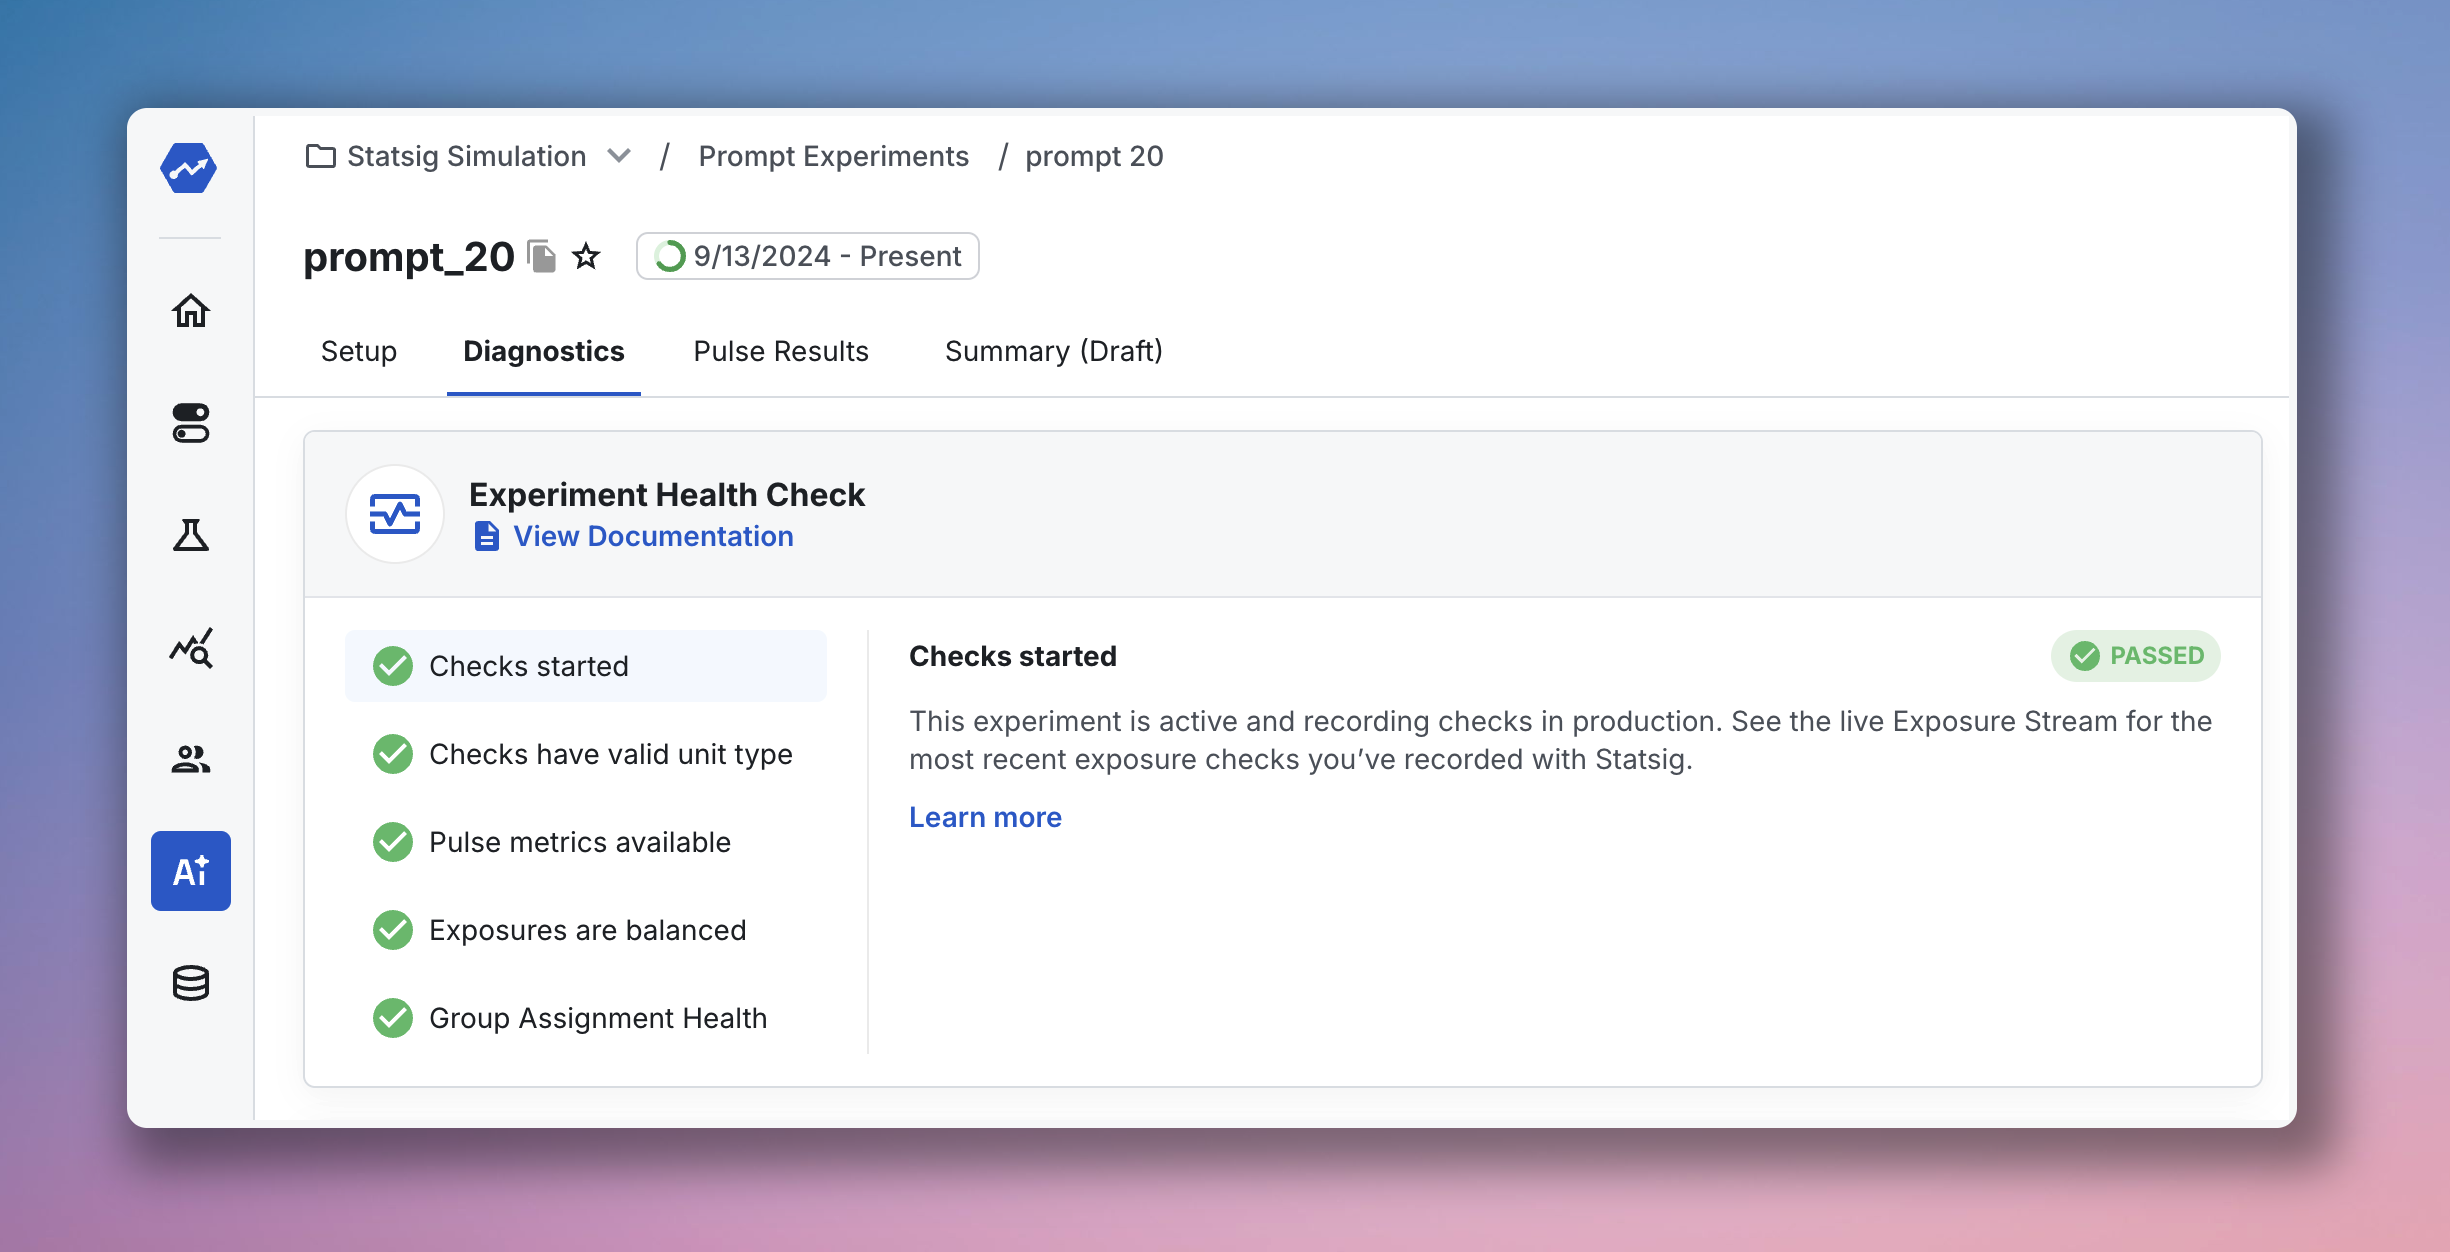 Statsig Simulation / Prompt Experiments / prompt 20
prompt_20 9/13/2024 - Present
Setup Diagnostics Pulse Results Summary (Draft)
Experiment Health Check
View Documentation
Checks started
Checks have valid unit type
Pulse metrics available
Exposures are balanced
Group Assignment Health
Checks started PASSED
This experiment is active and recording checks in production. See the live Exposure Stream for the
most recent exposure checks you’ve recorded with Statsig.
Learn more
Ai